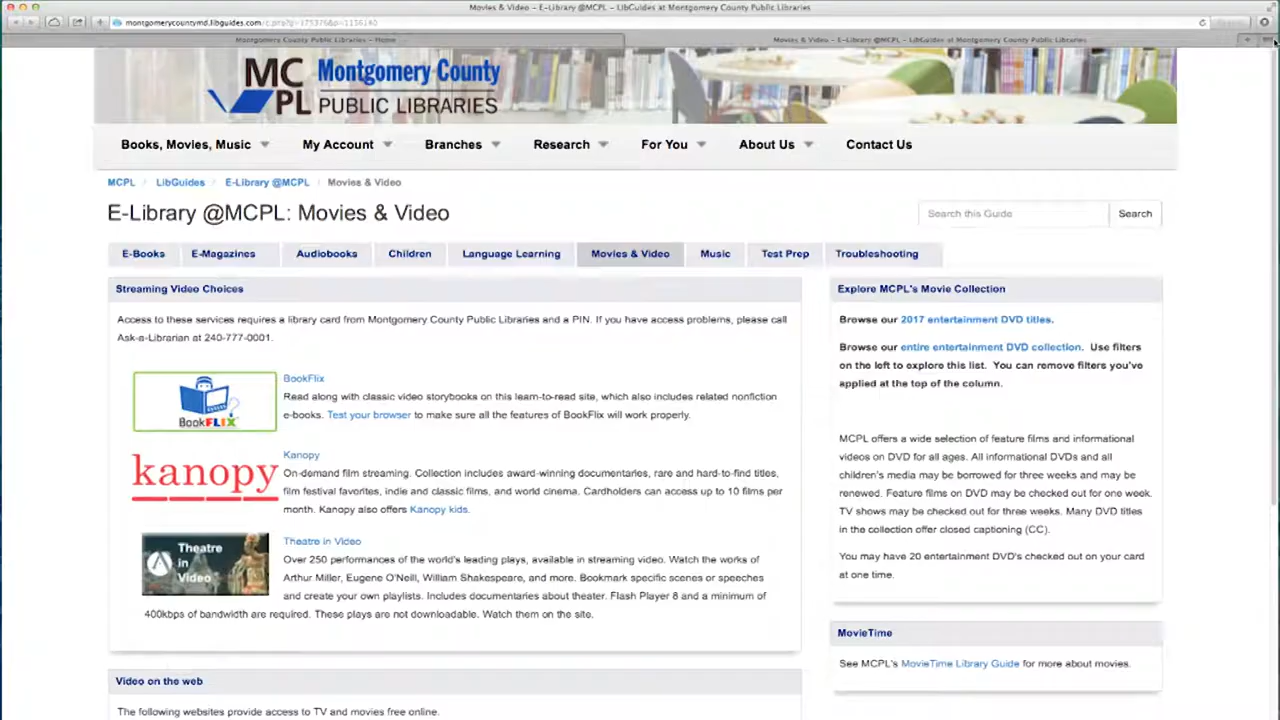 Movies & Video – E-Library @MCPL – LibGuides at Montgomery County Public Libraries
Montgomery County Public Libraries – Home
Movies & Video – E-Library @MCPL – LibGuides at Montgomery County Public Libraries
MC PL
Montgomery County
PUBLIC LIBRARIES
Books, Movies, Music My Account Branches Research For You About Us Contact Us
MCPL / LibGuides / E-Library @MCPL / Movies & Video
E-Library @MCPL: Movies & Video
Search this Guide Search
E-Books E-Magazines Audiobooks Children Language Learning Movies & Video Music Test Prep Troubleshooting
Streaming Video Choices
Access to these services requires a library card from Montgomery County Public Libraries and a PIN. If you have access problems, please call
Ask-a-Librarian at 240-777-0001.
BookFLIX
BookFlix
Read along with classic video storybooks on this learn-to-read site, which also includes related nonfiction
e-books. Test your browser to make sure all the features of BookFlix will work properly.
kanopy
Kanopy
On-demand film streaming. Collection includes award-winning documentaries, rare and hard-to-find titles,
film festival favorites, indie and classic films, and world cinema. Cardholders can access up to 10 films per
month. Kanopy also offers Kanopy kids.
Theatre
in
Video
Theatre in Video
Over 250 performances of the world's leading plays, available in streaming video. Watch the works of
Arthur Miller, Eugene O'Neill, William Shakespeare, and more. Bookmark specific scenes or speeches
and create your own playlists. Includes documentaries about theater. Flash Player 8 and a minimum of
400kbps of bandwidth are required. These plays are not downloadable. Watch them on the site.
Video on the web
The following websites provide access to TV and movies free online.
Explore MCPL's Movie Collection
Browse our 2017 entertainment DVD titles.
Browse our entire entertainment DVD collection. Use filters
on the left to explore this list. You can remove filters you've
applied at the top of the column.
MCPL offers a wide selection of feature films and informational
videos on DVD for all ages. All informational DVDs and all
children's media may be borrowed for three weeks and may be
renewed. Feature films on DVD may be checked out for one week.
TV shows may be checked out for three weeks. Many DVD titles
in the collection offer closed captioning (CC).
You may have 20 entertainment DVD's checked out on your card
at one time.
MovieTime
See MCPL's MovieTime Library Guide for more about movies.